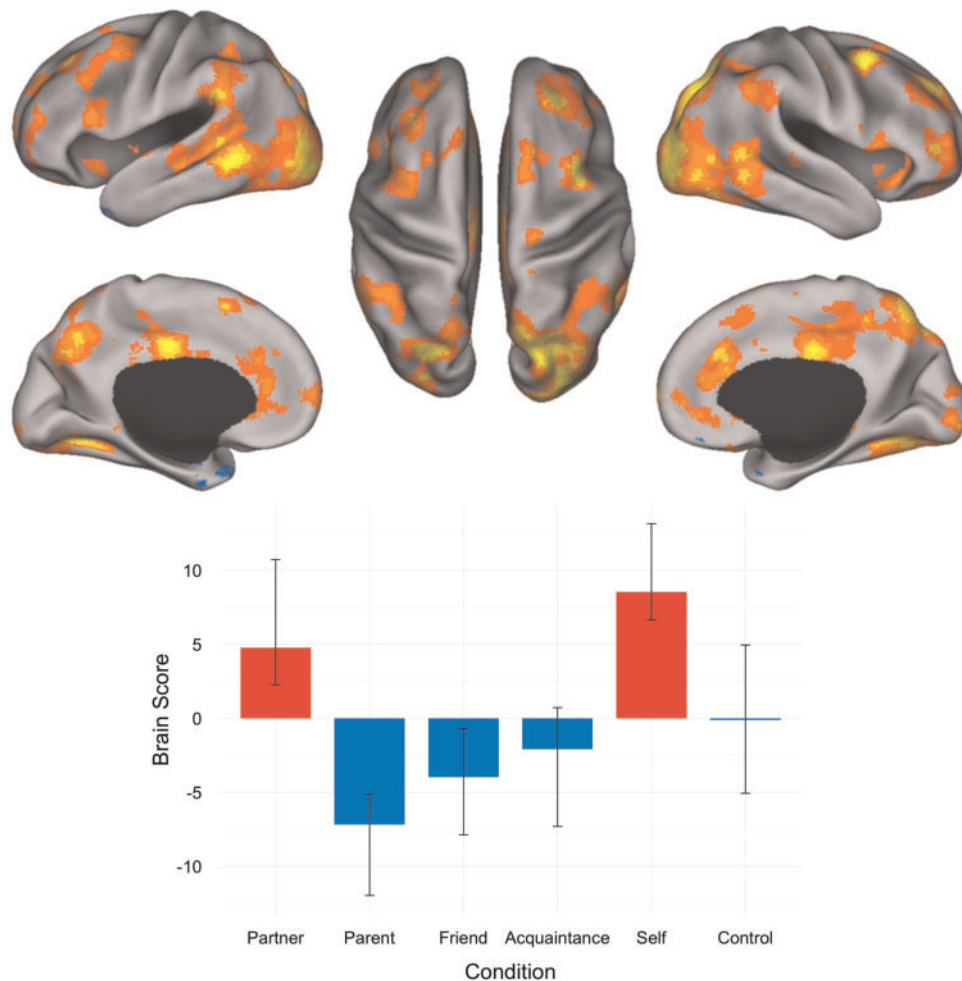 10
5
0
-5
-10
Brain Score
Partner
Parent
Friend
Acquaintance
Self
Control
Condition